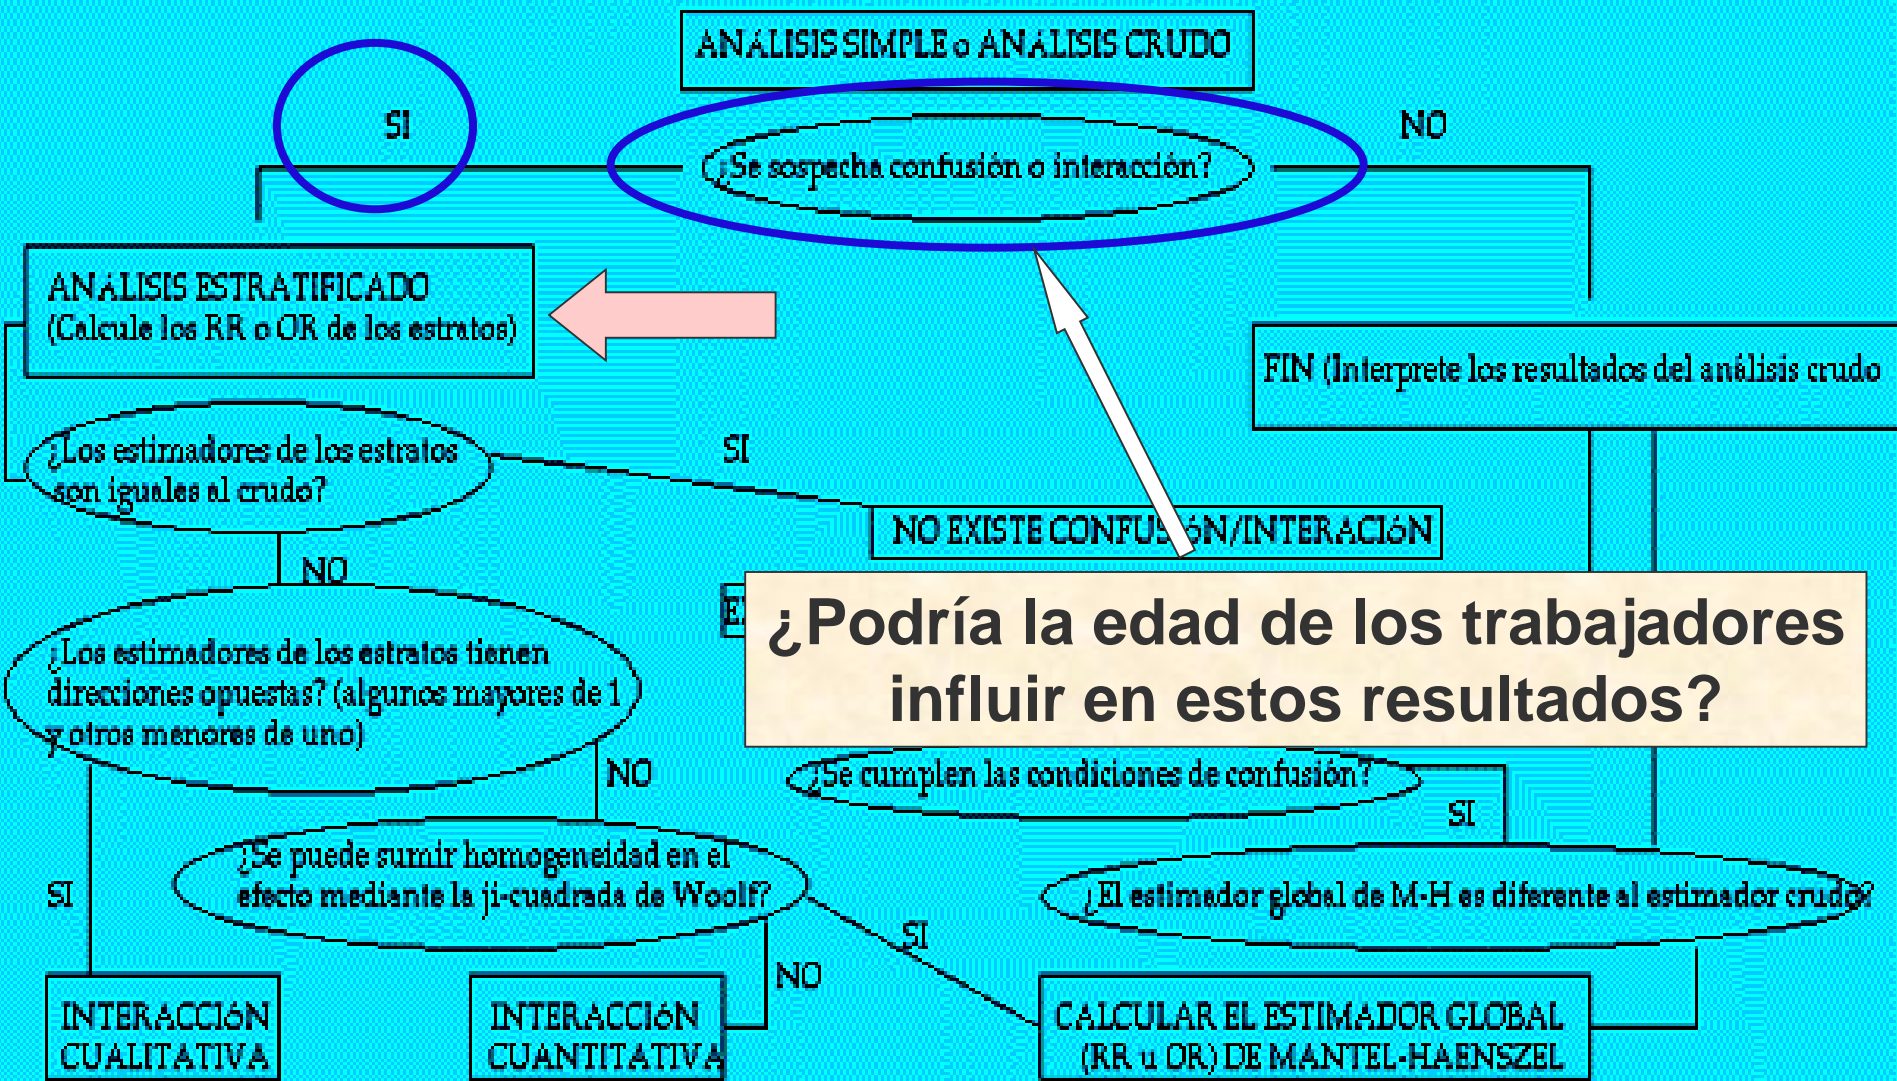 ANÁLISIS SIMPLE o ANÁLISIS CRUDO
SI
NO
¿Se sospecha confusión o interacción?
ANÁLISIS ESTRATIFICADO
(Calcule los RR o OR de los estratos)
FIN (Interprete los resultados del análisis crudo
¿Los estimadores de los estratos
son iguales al crudo?
SI
NO EXISTE CONFUSIÓN/INTERACIÓN
NO
¿Podría la edad de los trabajadores
influir en estos resultados?
¿Los estimadores de los estratos tienen
direcciones opuestas? (algunos mayores de 1
y otros menores de uno)
NO
¿Se cumplen las condiciones de confusión?
SI
¿Se puede sumir homogeneidad en el
efecto mediante la ji-cuadrada de Woolf?
SI
¿El estimador global de M-H es diferente al estimador crudo?
SI
NO
INTERACCIÓN
CUALITATIVA
INTERACCIÓN
CUANTITATIVA
CALCULAR EL ESTIMADOR GLOBAL
(RR u OR) DE MANTEL-HAENSZEL